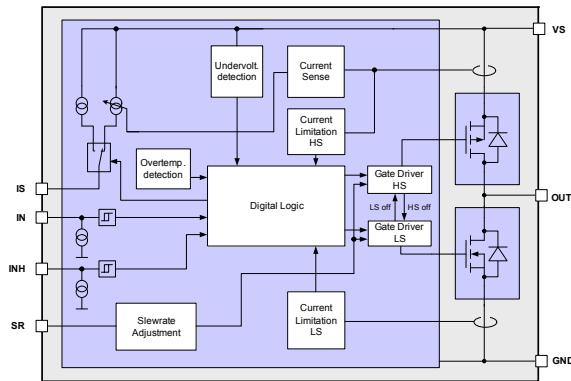 VS
Undervolt.
detection
Current
Sense
Current
Limitation
HS
Overtemp.
detection
Digital Logic
Gate Driver
HS
IS
OUT
LS off
HS off
IN
Gate Driver
LS
INH
Current
Limitation
LS
SR
Slewrate
Adjustment
GND